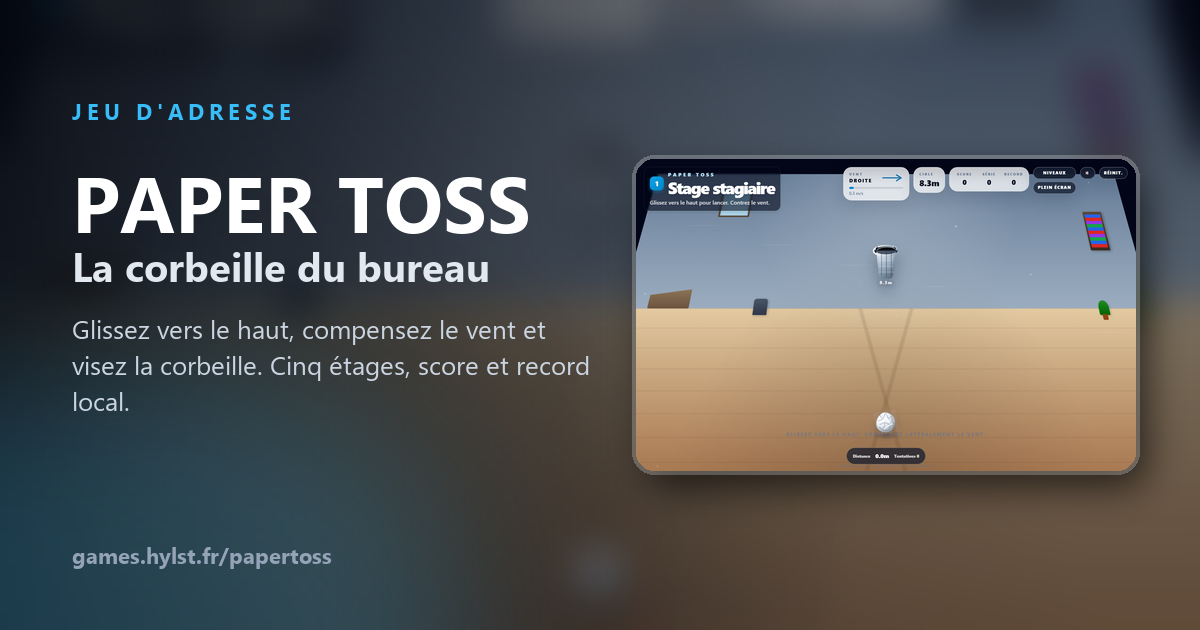 JEU D'ADRESSE
PAPER TOSS
La corbeille du bureau
Glissez vers le haut, compensez le vent et
visez la corbeille. Cinq étages, score et record
local.
games.hylst.fr/papertoss
PAPER TOSS
1 Stage stagiaire
Glissez vers le haut pour lancer. Contrez le vent.
VENT
DROITE
CIBLE
8.3m
SCORE SÉRIE RECORD
0 0 0
NIVEAUX
RÉINIT.
PLEIN ÉCRAN
Distance 0.0m Tentatives 0